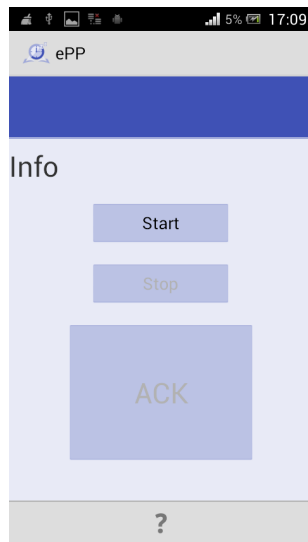 5% 17:09
ePP
Info
Start
Stop
ACK
?